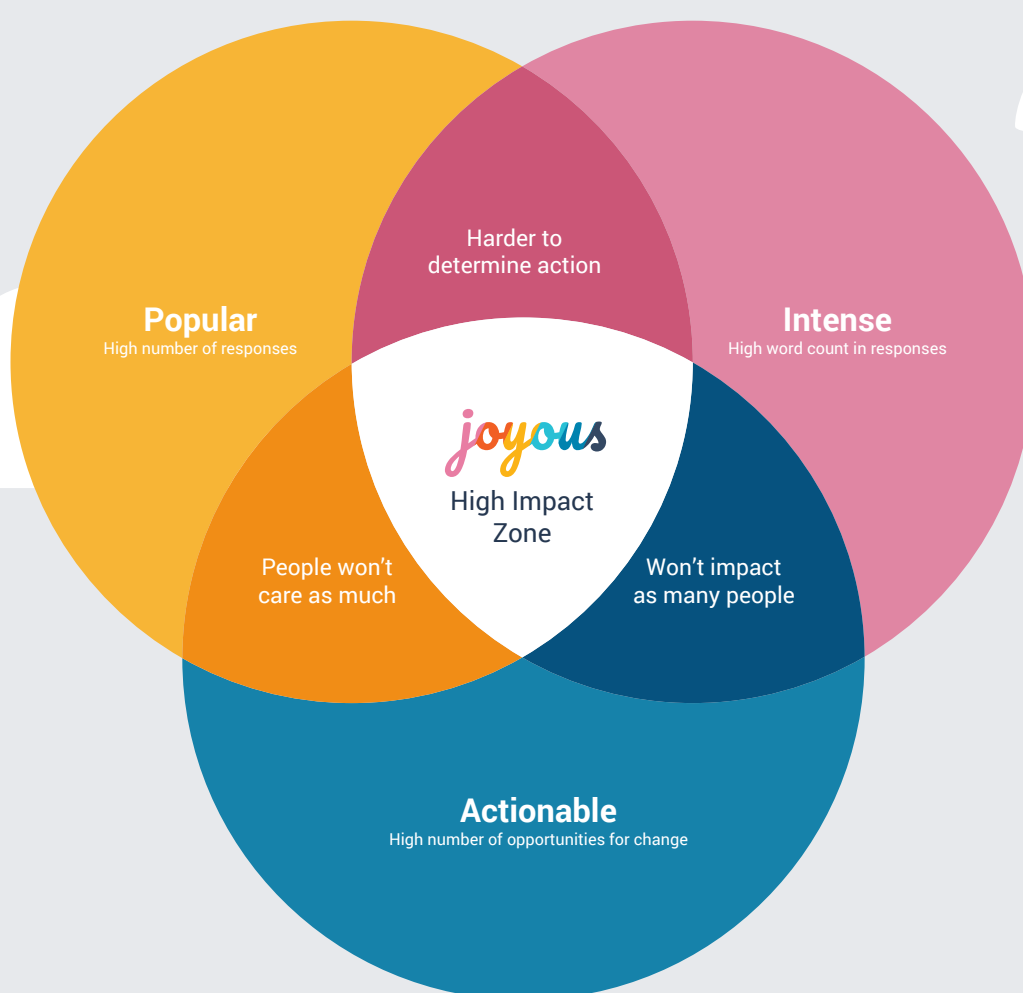 Harder to
determine action
Popular
High number of responses
Intense
High word count in responses
joyous
High Impact
Zone
People won't
care as much
Won't impact
as many people
Actionable
High number of opportunities for change